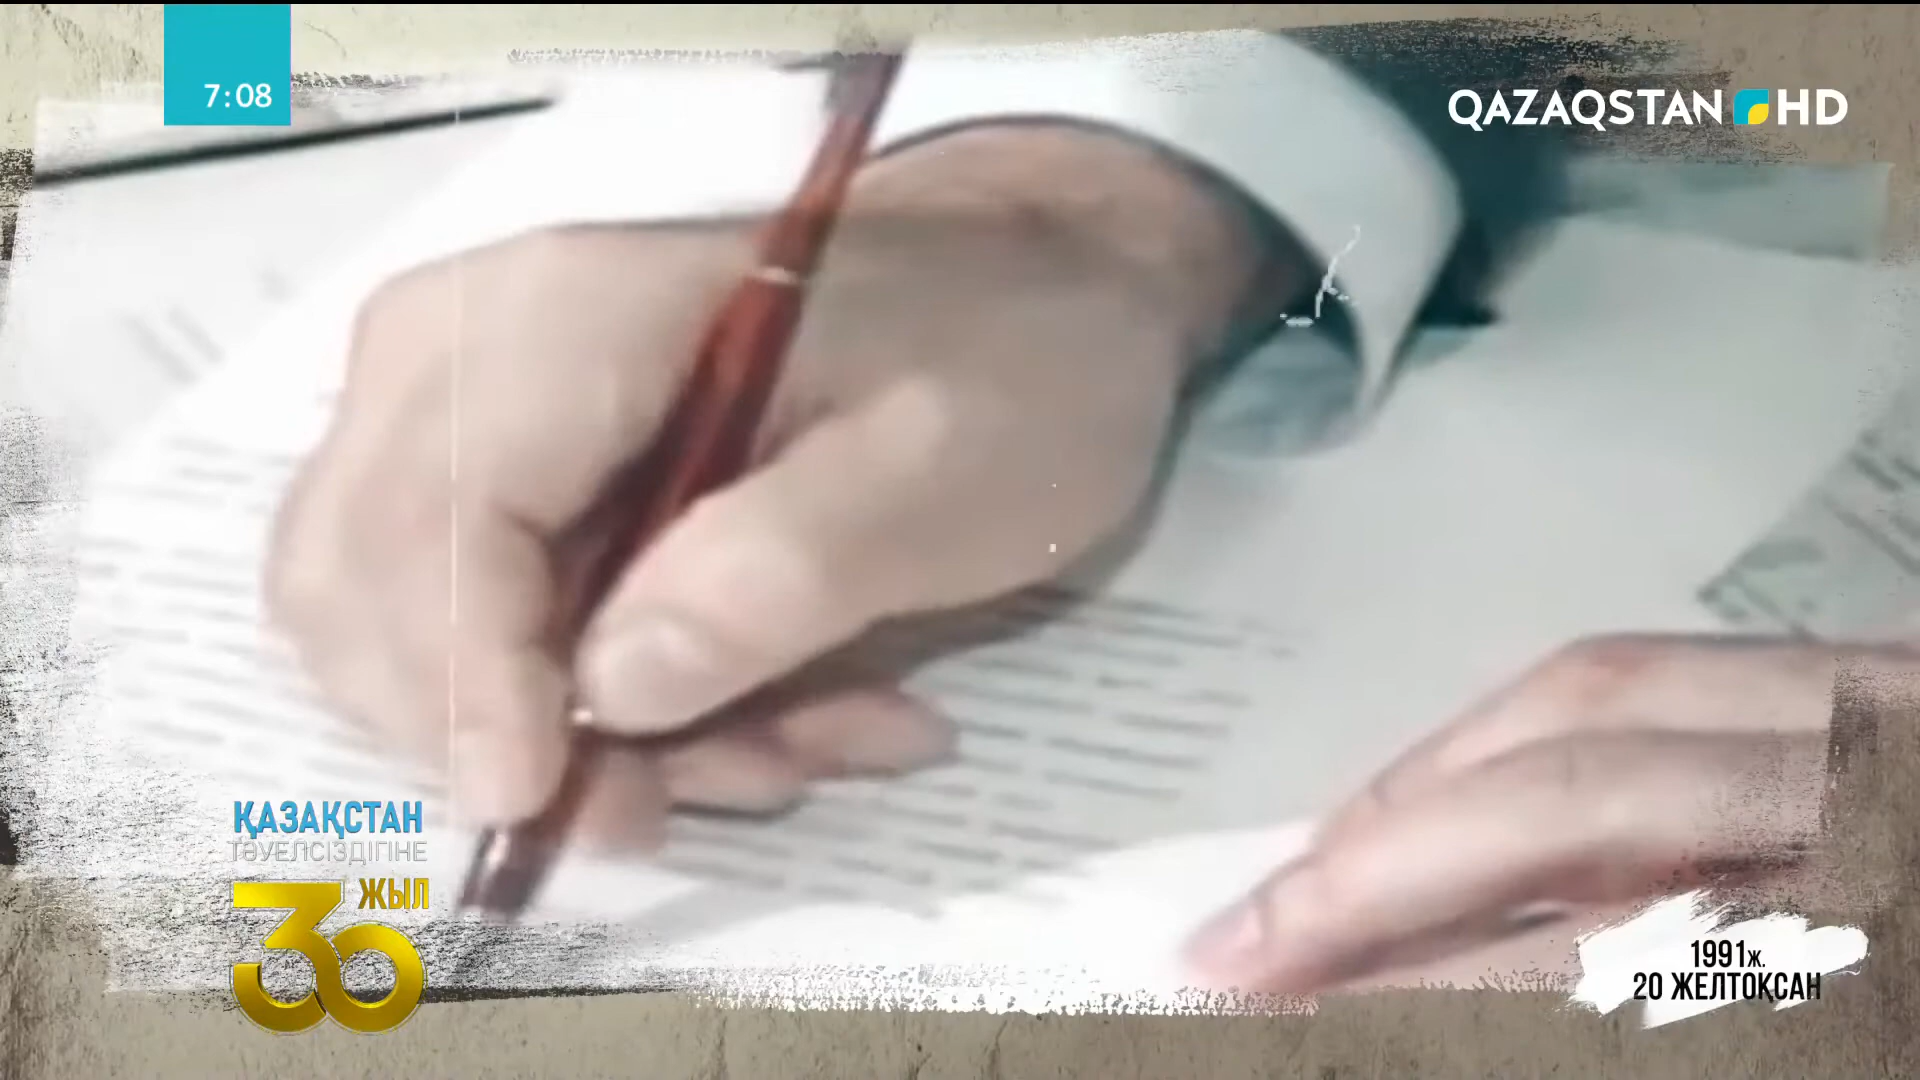 7:08
QAZAQSTAN HD
ҚАЗАҚСТАН
ТӘУЕЛСІЗДІГІНЕ
30 ЖЫЛ
1991ж.
20 ЖЕЛТОҚСАН